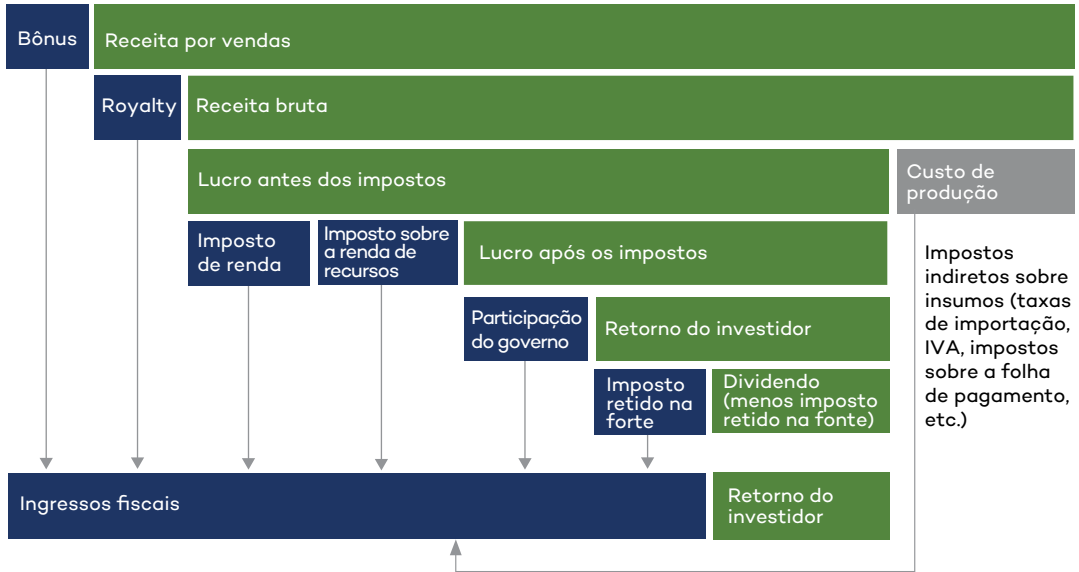 Bônus
Receita por vendas
Royalty
Receita bruta
Lucro antes dos impostos
Custo de
produção
Imposto
de renda
Imposto sobre
a renda de
recursos
Lucro após os impostos
Impostos
indiretos sobre
insumos (taxas
de importação,
IVA, impostos
sobre a folha
de pagamento,
etc.)
Participação
do governo
Retorno do investidor
Imposto
retido na
forte
Dividendo
(menos imposto
retido na fonte)
Ingressos fiscais
Retorno do
investidor